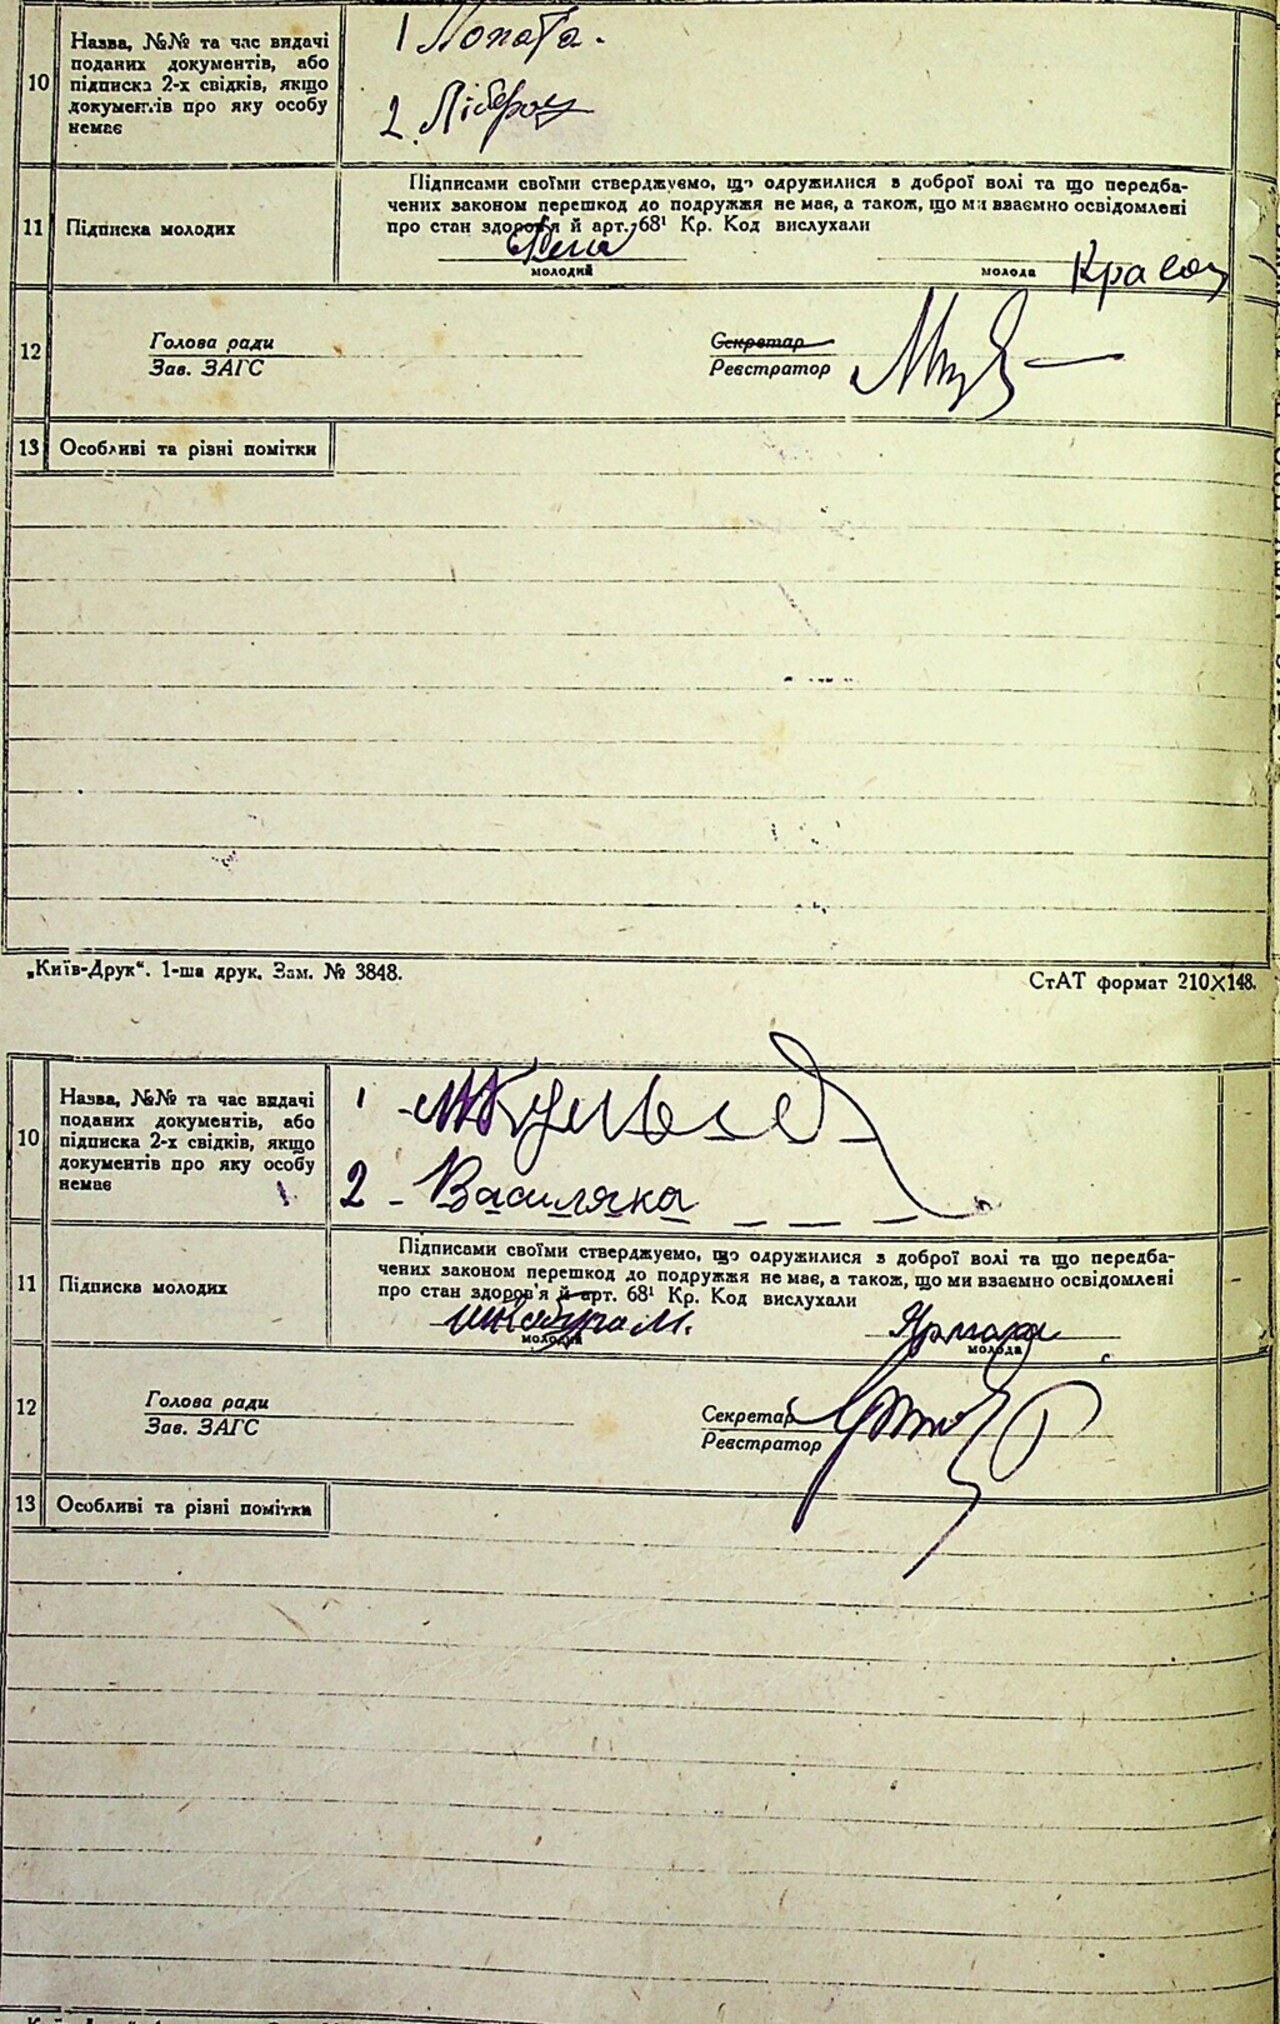 10
Назва, №№ та час видачі
поданих документів, або
підписка 2-х свідків, якщо
документів про яку особу
немає
1 Лопата.
2.
11
Підписка молодих
Підписами своїми стверджуємо, що одружилися з доброї волі та що передба-
чених законом перешкод до подружжя не має, а також, що ми взаємно освідомлені
про стан здоров'я й арт. 68¹ Кр. Код вислухали
молодий
молода
12
Голова ради
Зав. ЗАГС
Секретар
Реєстратор
13
Особливі та різні помітки
„Київ-Друк“. 1-ша друк. Зам. № 3848.
СтАТ формат 210×148.
10
Назва, №№ та час видачі
поданих документів, або
підписка 2-х свідків, якщо
документів про яку особу
немає
1 -
2 - Василяка
11
Підписка молодих
Підписами своїми стверджуємо, що одружилися з доброї волі та що передба-
чених законом перешкод до подружжя не має, а також, що ми взаємно освідомлені
про стан здоров'я й арт. 68¹ Кр. Код вислухали
молодий
молода
12
Голова ради
Зав. ЗАГС
Секретар
Реєстратор
13
Особливі та різні помітки